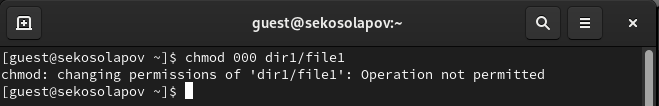 guest@sekosolapov:~
[guest@sekosolapov ~]$ chmod 000 dir1/file1
chmod: changing permissions of 'dir1/file1': Operation not permitted
[guest@sekosolapov ~]$